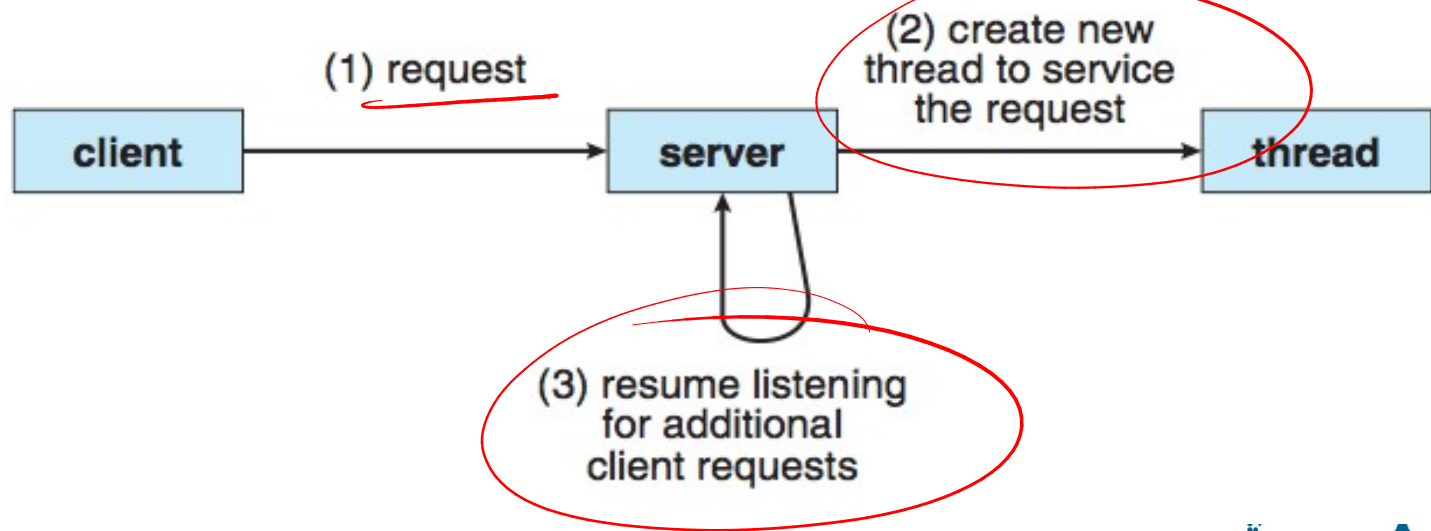 (1) request
(2) create new
thread to service
the request
client
server
thread
(3) resume listening
for additional
client requests